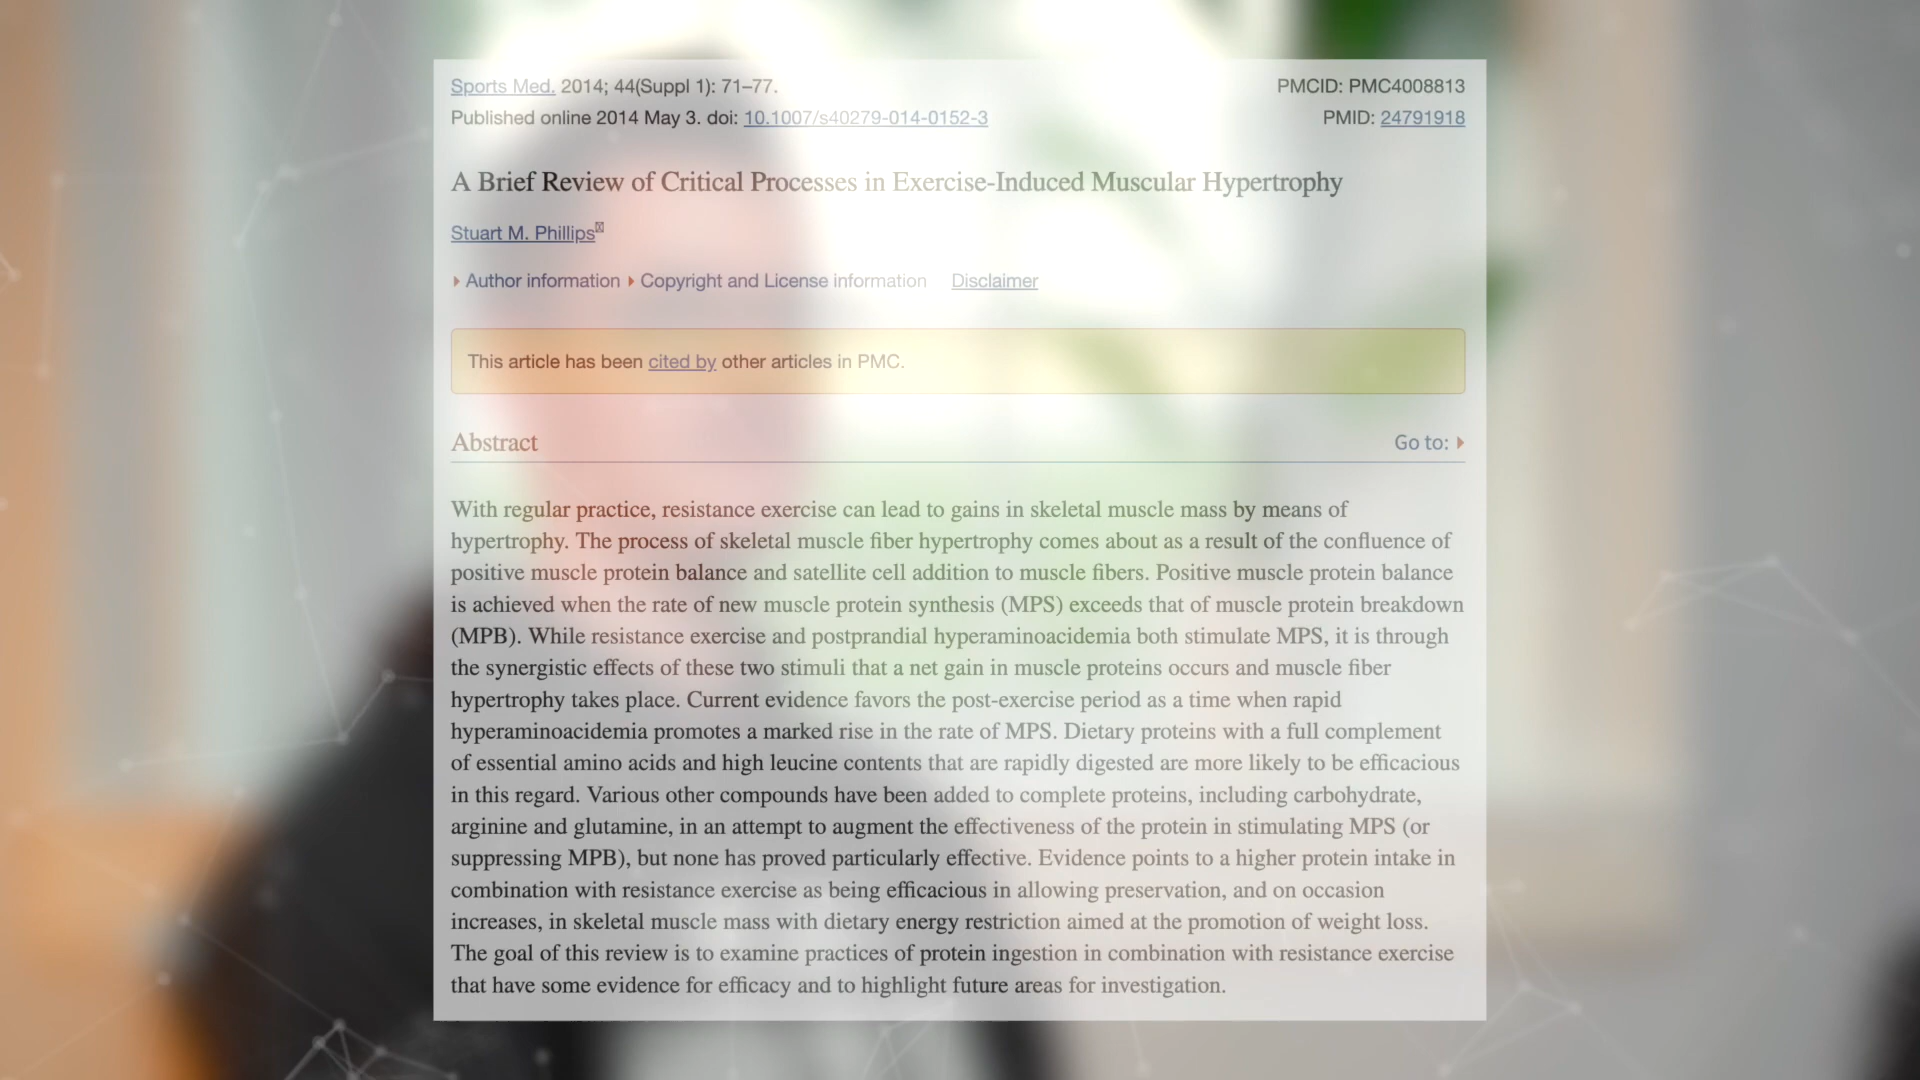 Sports Med. 2014; 44(Suppl 1): 71–77. PMCID: PMC4008813
Published online 2014 May 3. doi: 10.1007/s40279-014-0152-3 PMID: 24791918
A Brief Review of Critical Processes in Exercise-Induced Muscular Hypertrophy
Stuart M. Phillips
Author information Copyright and License information Disclaimer
This article has been cited by other articles in PMC.
Abstract Go to:
With regular practice, resistance exercise can lead to gains in skeletal muscle mass by means of
hypertrophy. The process of skeletal muscle fiber hypertrophy comes about as a result of the confluence of
positive muscle protein balance and satellite cell addition to muscle fibers. Positive muscle protein balance
is achieved when the rate of new muscle protein synthesis (MPS) exceeds that of muscle protein breakdown
(MPB). While resistance exercise and postprandial hyperaminoacidemia both stimulate MPS, it is through
the synergistic effects of these two stimuli that a net gain in muscle proteins occurs and muscle fiber
hypertrophy takes place. Current evidence favors the post-exercise period as a time when rapid
hyperaminoacidemia promotes a marked rise in the rate of MPS. Dietary proteins with a full complement
of essential amino acids and high leucine contents that are rapidly digested are more likely to be efficacious
in this regard. Various other compounds have been added to complete proteins, including carbohydrate,
arginine and glutamine, in an attempt to augment the effectiveness of the protein in stimulating MPS (or
suppressing MPB), but none has proved particularly effective. Evidence points to a higher protein intake in
combination with resistance exercise as being efficacious in allowing preservation, and on occasion
increases, in skeletal muscle mass with dietary energy restriction aimed at the promotion of weight loss.
The goal of this review is to examine practices of protein ingestion in combination with resistance exercise
that have some evidence for efficacy and to highlight future areas for investigation.